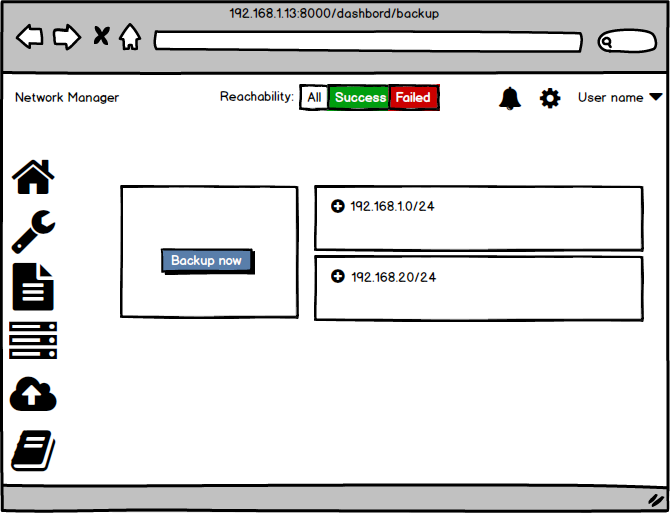 192.168.1.13:8000/dashbord/backup
Network Manager
Reachability: All Success Failed
User name
Backup now
192.168.1.0/24
192.168.20/24